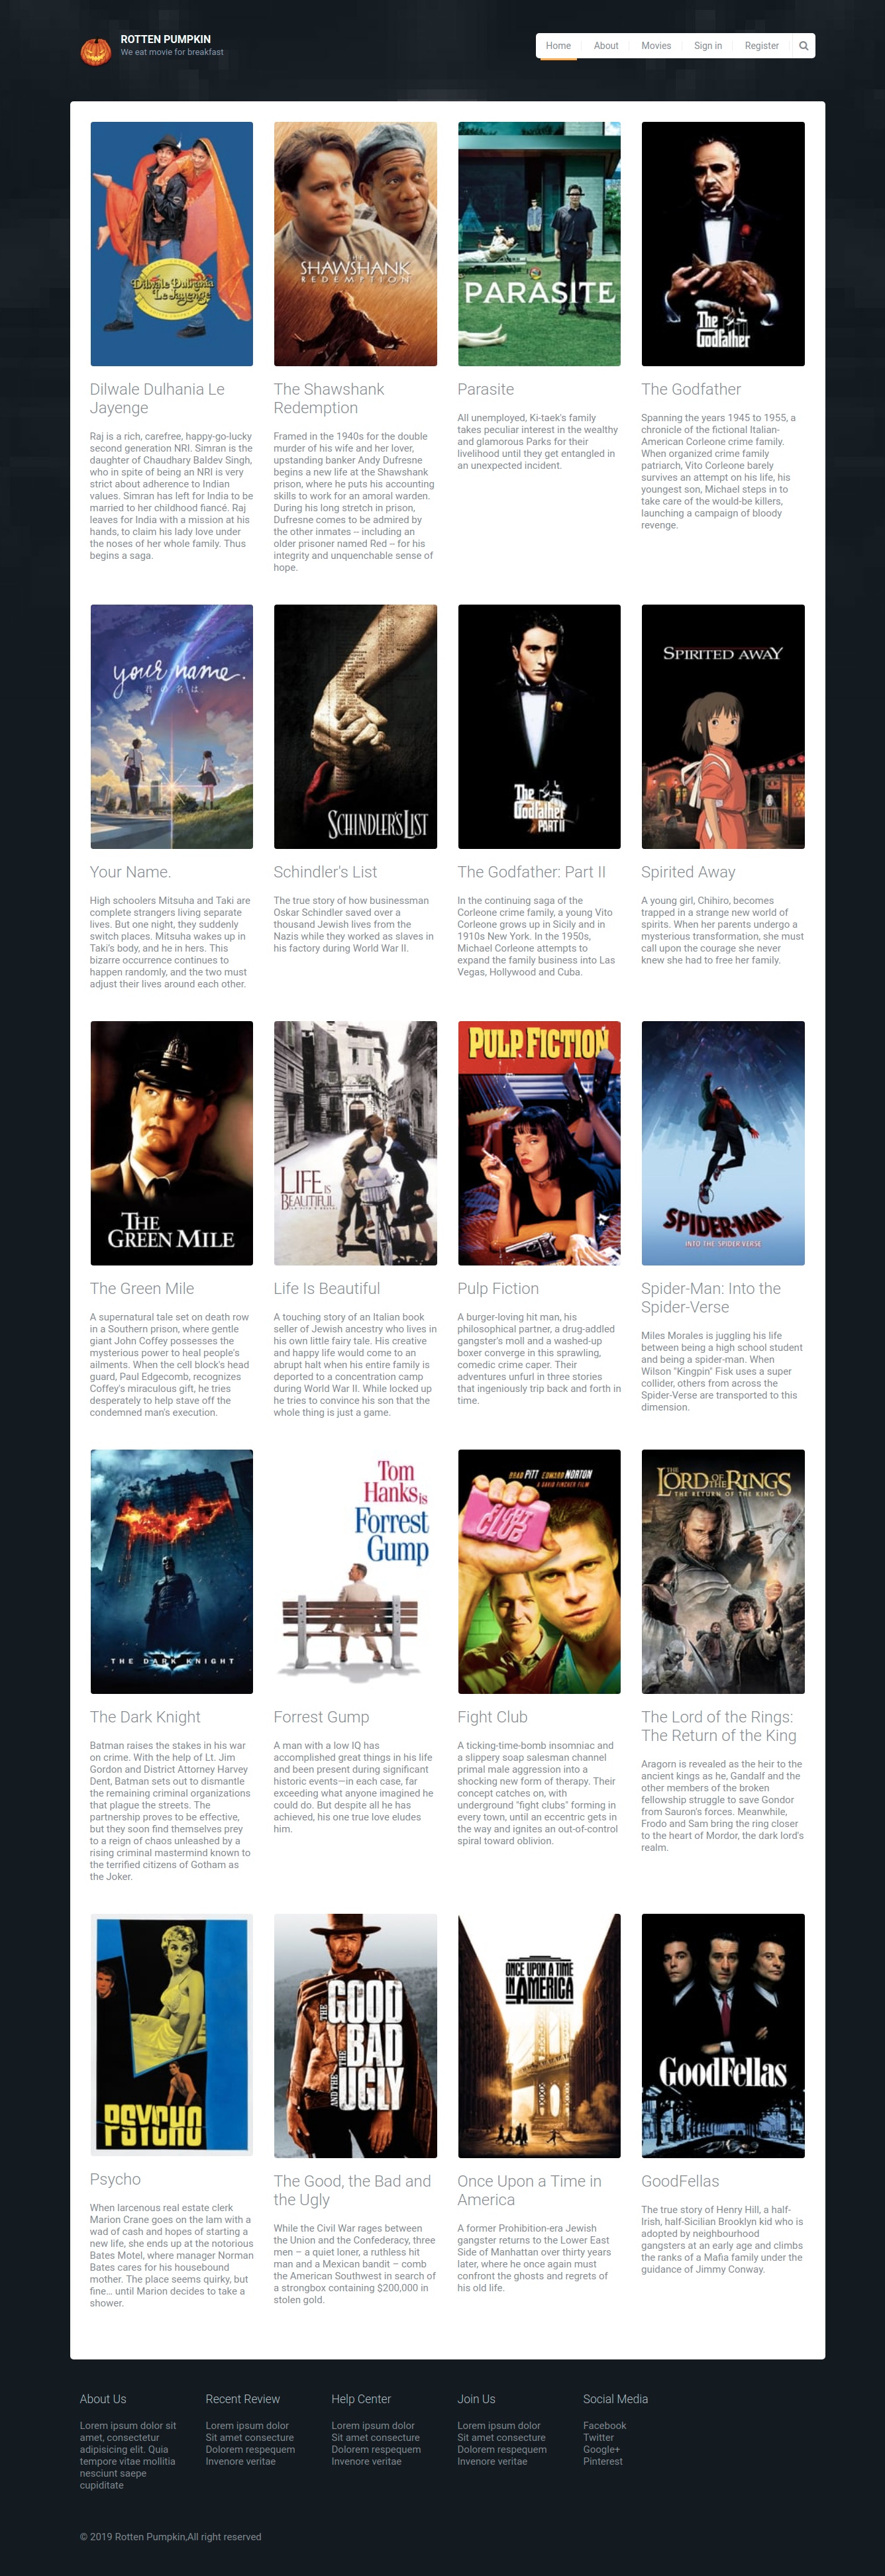 ROTTEN PUMPKIN
We eat movie for breakfast
Home About Movies Sign in Register
Dilwale Dulhania
Le Jayenge
THE
SHAWSHANK
REDEMPTION
PARASITE
The
Godfather
Dilwale Dulhania Le
Jayenge
Raj is a rich, carefree, happy-go-lucky
second generation NRI. Simran is the
daughter of Chaudhary Baldev Singh,
who in spite of being an NRI is very
strict about adherence to Indian
values. Simran has left for India to be
married to her childhood fiancé. Raj
leaves for India with a mission at his
hands, to claim his lady love under
the noses of her whole family. Thus
begins a saga.
The Shawshank
Redemption
Framed in the 1940s for the double
murder of his wife and her lover,
upstanding banker Andy Dufresne
begins a new life at the Shawshank
prison, where he puts his accounting
skills to work for an amoral warden.
During his long stretch in prison,
Dufresne comes to be admired by
the other inmates -- including an
older prisoner named Red -- for his
integrity and unquenchable sense of
hope.
Parasite
All unemployed, Ki-taek's family
takes peculiar interest in the wealthy
and glamorous Parks for their
livelihood until they get entangled in
an unexpected incident.
The Godfather
Spanning the years 1945 to 1955, a
chronicle of the fictional Italian-
American Corleone crime family.
When organized crime family
patriarch, Vito Corleone barely
survives an attempt on his life, his
youngest son, Michael steps in to
take care of the would-be killers,
launching a campaign of bloody
revenge.
your name.
君の名は。
SCHINDLER'S LIST
The
Godfather
PART II
SPIRITED AWAY
Your Name.
High schoolers Mitsuha and Taki are
complete strangers living separate
lives. But one night, they suddenly
switch places. Mitsuha wakes up in
Taki's body, and he in hers. This
bizarre occurrence continues to
happen randomly, and the two must
adjust their lives around each other.
Schindler's List
The true story of how businessman
Oskar Schindler saved over a
thousand Jewish lives from the
Nazis while they worked as slaves in
his factory during World War II.
The Godfather: Part II
In the continuing saga of the
Corleone crime family, a young Vito
Corleone grows up in Sicily and in
1910s New York. In the 1950s,
Michael Corleone attempts to
expand the family business into Las
Vegas, Hollywood and Cuba.
Spirited Away
A young girl, Chihiro, becomes
trapped in a strange new world of
spirits. When her parents undergo a
mysterious transformation, she must
call upon the courage she never
knew she had to free her family.
THE
GREEN MILE
LIFE IS
BEAUTIFUL
PULP FICTION
SPIDER-MAN
INTO THE SPIDER-VERSE
The Green Mile
A supernatural tale set on death row
in a Southern prison, where gentle
giant John Coffey possesses the
mysterious power to heal people's
ailments. When the cell block's head
guard, Paul Edgecomb, recognizes
Coffey's miraculous gift, he tries
desperately to help stave off the
condemned man's execution.
Life Is Beautiful
A touching story of an Italian book
seller of Jewish ancestry who lives in
his own little fairy tale. His creative
and happy life would come to an
abrupt halt when his entire family is
deported to a concentration camp
during World War II. While locked up
he tries to convince his son that the
whole thing is just a game.
Pulp Fiction
A burger-loving hit man, his
philosophical partner, a drug-addled
gangster's moll and a washed-up
boxer converge in this sprawling,
comedic crime caper. Their
adventures unfurl in three stories
that ingeniously trip back and forth in
time.
Spider-Man: Into the
Spider-Verse
Miles Morales is juggling his life
between being a high school student
and being a spider-man. When
Wilson "Kingpin" Fisk uses a super
collider, others from across the
Spider-Verse are transported to this
dimension.
THE DARK KNIGHT
Tom
Hanks is
Forrest
Gump
BRAD PITT EDWARD NORTON
A DAVID FINCHER FILM
FIGHT
CLUB
THE
LORD OF THE RINGS
THE RETURN OF THE KING
The Dark Knight
Batman raises the stakes in his war
on crime. With the help of Lt. Jim
Gordon and District Attorney Harvey
Dent, Batman sets out to dismantle
the remaining criminal organizations
that plague the streets. The
partnership proves to be effective,
but they soon find themselves prey
to a reign of chaos unleashed by a
rising criminal mastermind known to
the terrified citizens of Gotham as
the Joker.
Forrest Gump
A man with a low IQ has
accomplished great things in his life
and been present during significant
historic events—in each case, far
exceeding what anyone imagined he
could do. But despite all he has
achieved, his one true love eludes
him.
Fight Club
A ticking-time-bomb insomniac and
a slippery soap salesman channel
primal male aggression into a
shocking new form of therapy. Their
concept catches on, with
underground "fight clubs" forming in
every town, until an eccentric gets in
the way and ignites an out-of-control
spiral toward oblivion.
The Lord of the Rings:
The Return of the King
Aragorn is revealed as the heir to the
ancient kings as he, Gandalf and the
other members of the broken
fellowship struggle to save Gondor
from Sauron's forces. Meanwhile,
Frodo and Sam bring the ring closer
to the heart of Mordor, the dark lord's
realm.
PSYCHO
THE GOOD
THE BAD
AND THE UGLY
ONCE UPON A TIME
IN AMERICA
GoodFellas
Psycho
When larcenous real estate clerk
Marion Crane goes on the lam with a
wad of cash and hopes of starting a
new life, she ends up at the notorious
Bates Motel, where manager Norman
Bates cares for his housebound
mother. The place seems quirky, but
fine… until Marion decides to take a
shower.
The Good, the Bad and
the Ugly
While the Civil War rages between
the Union and the Confederacy, three
men – a quiet loner, a ruthless hit
man and a Mexican bandit – comb
the American Southwest in search of
a strongbox containing $200,000 in
stolen gold.
Once Upon a Time in
America
A former Prohibition-era Jewish
gangster returns to the Lower East
Side of Manhattan over thirty years
later, where he once again must
confront the ghosts and regrets of
his old life.
GoodFellas
The true story of Henry Hill, a half-
Irish, half-Sicilian Brooklyn kid who is
adopted by neighbourhood
gangsters at an early age and climbs
the ranks of a Mafia family under the
guidance of Jimmy Conway.
About Us
Lorem ipsum dolor sit
amet, consectetur
adipisicing elit. Quia
tempore vitae mollitia
nesciunt saepe
cupiditate
Recent Review
Lorem ipsum dolor
Sit amet consecture
Dolorem respequem
Invenore veritae
Help Center
Lorem ipsum dolor
Sit amet consecture
Dolorem respequem
Invenore veritae
Join Us
Lorem ipsum dolor
Sit amet consecture
Dolorem respequem
Invenore veritae
Social Media
Facebook
Twitter
Google+
Pinterest
© 2019 Rotten Pumpkin,All right reserved